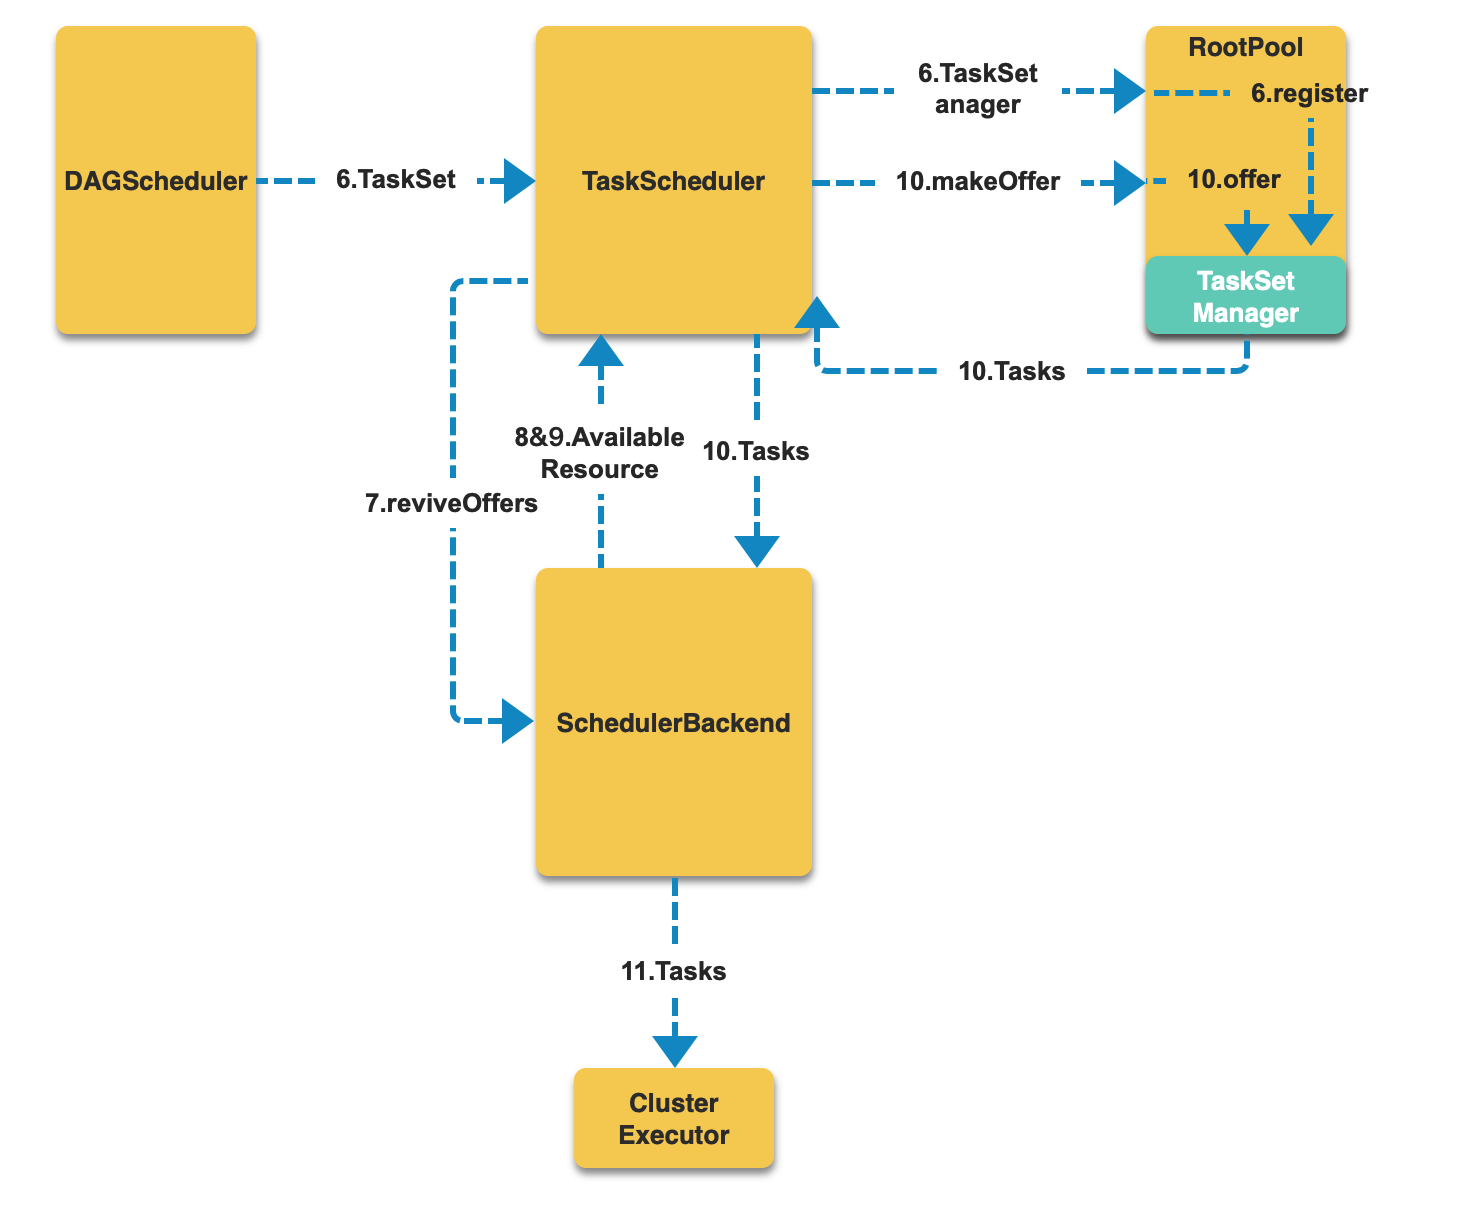 RootPool
6.TaskSet
anager
6.register
DAGScheduler
6.TaskSet
TaskScheduler
10.makeOffer
10.offer
TaskSet
Manager
10.Tasks
8&9.Available
Resource
10.Tasks
7.reviveOffers
SchedulerBackend
11.Tasks
Cluster
Executor